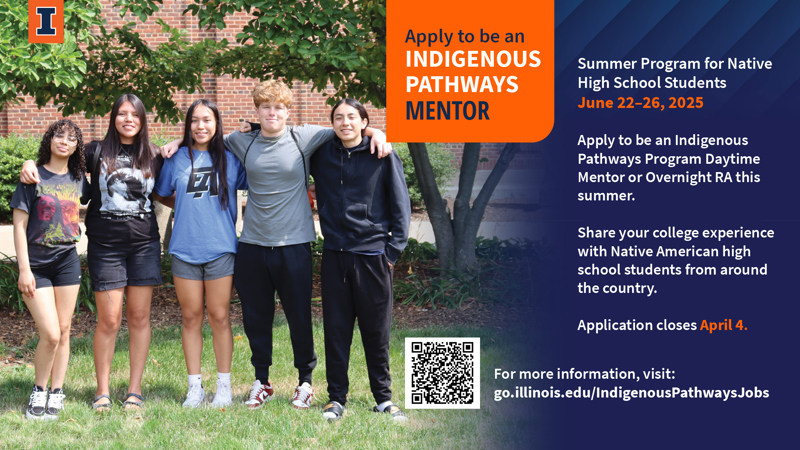 I
Apply to be an
INDIGENOUS
PATHWAYS
MENTOR
Summer Program for Native
High School Students
June 22–26, 2025
Apply to be an Indigenous
Pathways Program Daytime
Mentor or Overnight RA this
summer.
Share your college experience
with Native American high
school students from around
the country.
Application closes April 4.
For more information, visit:
go.illinois.edu/IndigenousPathwaysJobs